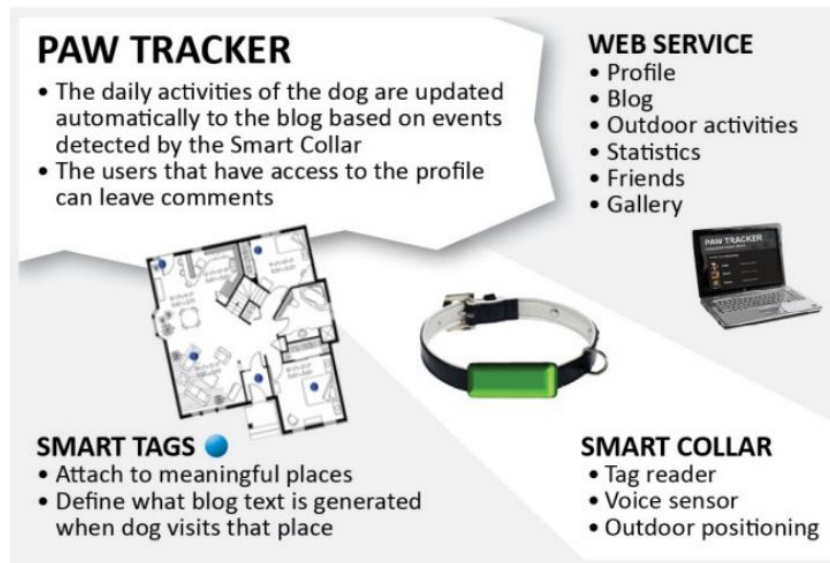 PAW TRACKER
• The daily activities of the dog are updated
automatically to the blog based on events
detected by the Smart Collar
• The users that have access to the profile
can leave comments
WEB SERVICE
• Profile
• Blog
• Outdoor activities
• Statistics
• Friends
• Gallery
PAW TRACKER
SMART TAGS
• Attach to meaningful places
• Define what blog text is generated
when dog visits that place
SMART COLLAR
• Tag reader
• Voice sensor
• Outdoor positioning